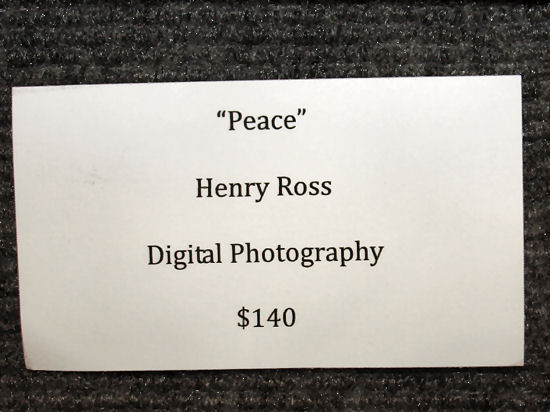 “Peace”
Henry Ross
Digital Photography
$140